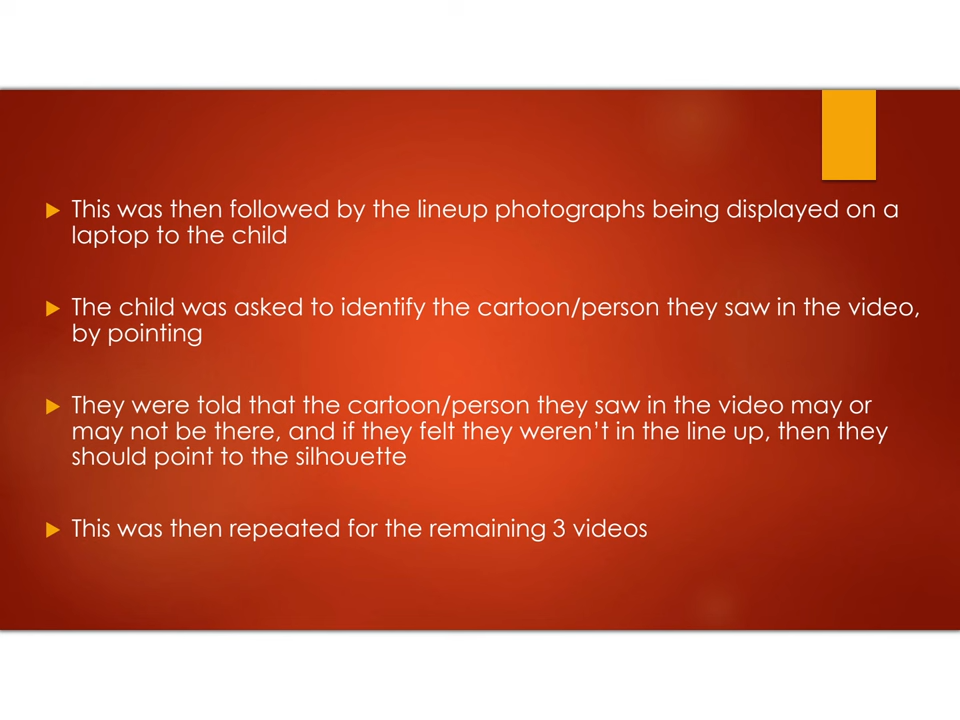 This was then followed by the lineup photographs being displayed on a
laptop to the child
The child was asked to identify the cartoon/person they saw in the video,
by pointing
They were told that the cartoon/person they saw in the video may or
may not be there, and if they felt they weren’t in the line up, then they
should point to the silhouette
This was then repeated for the remaining 3 videos